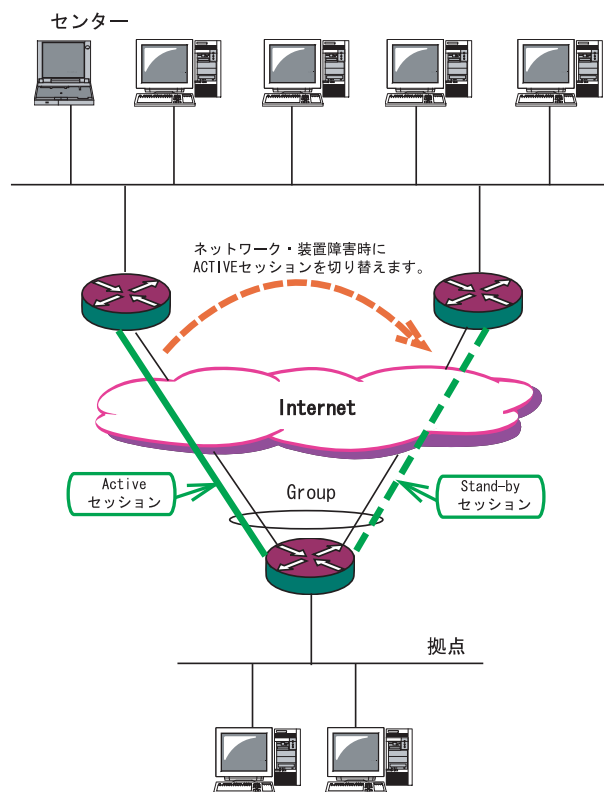 センター
ネットワーク・装置障害時に
ACTIVEセッションを切り替えます。
Internet
Active
セッション
Group
Stand-by
セッション
拠点